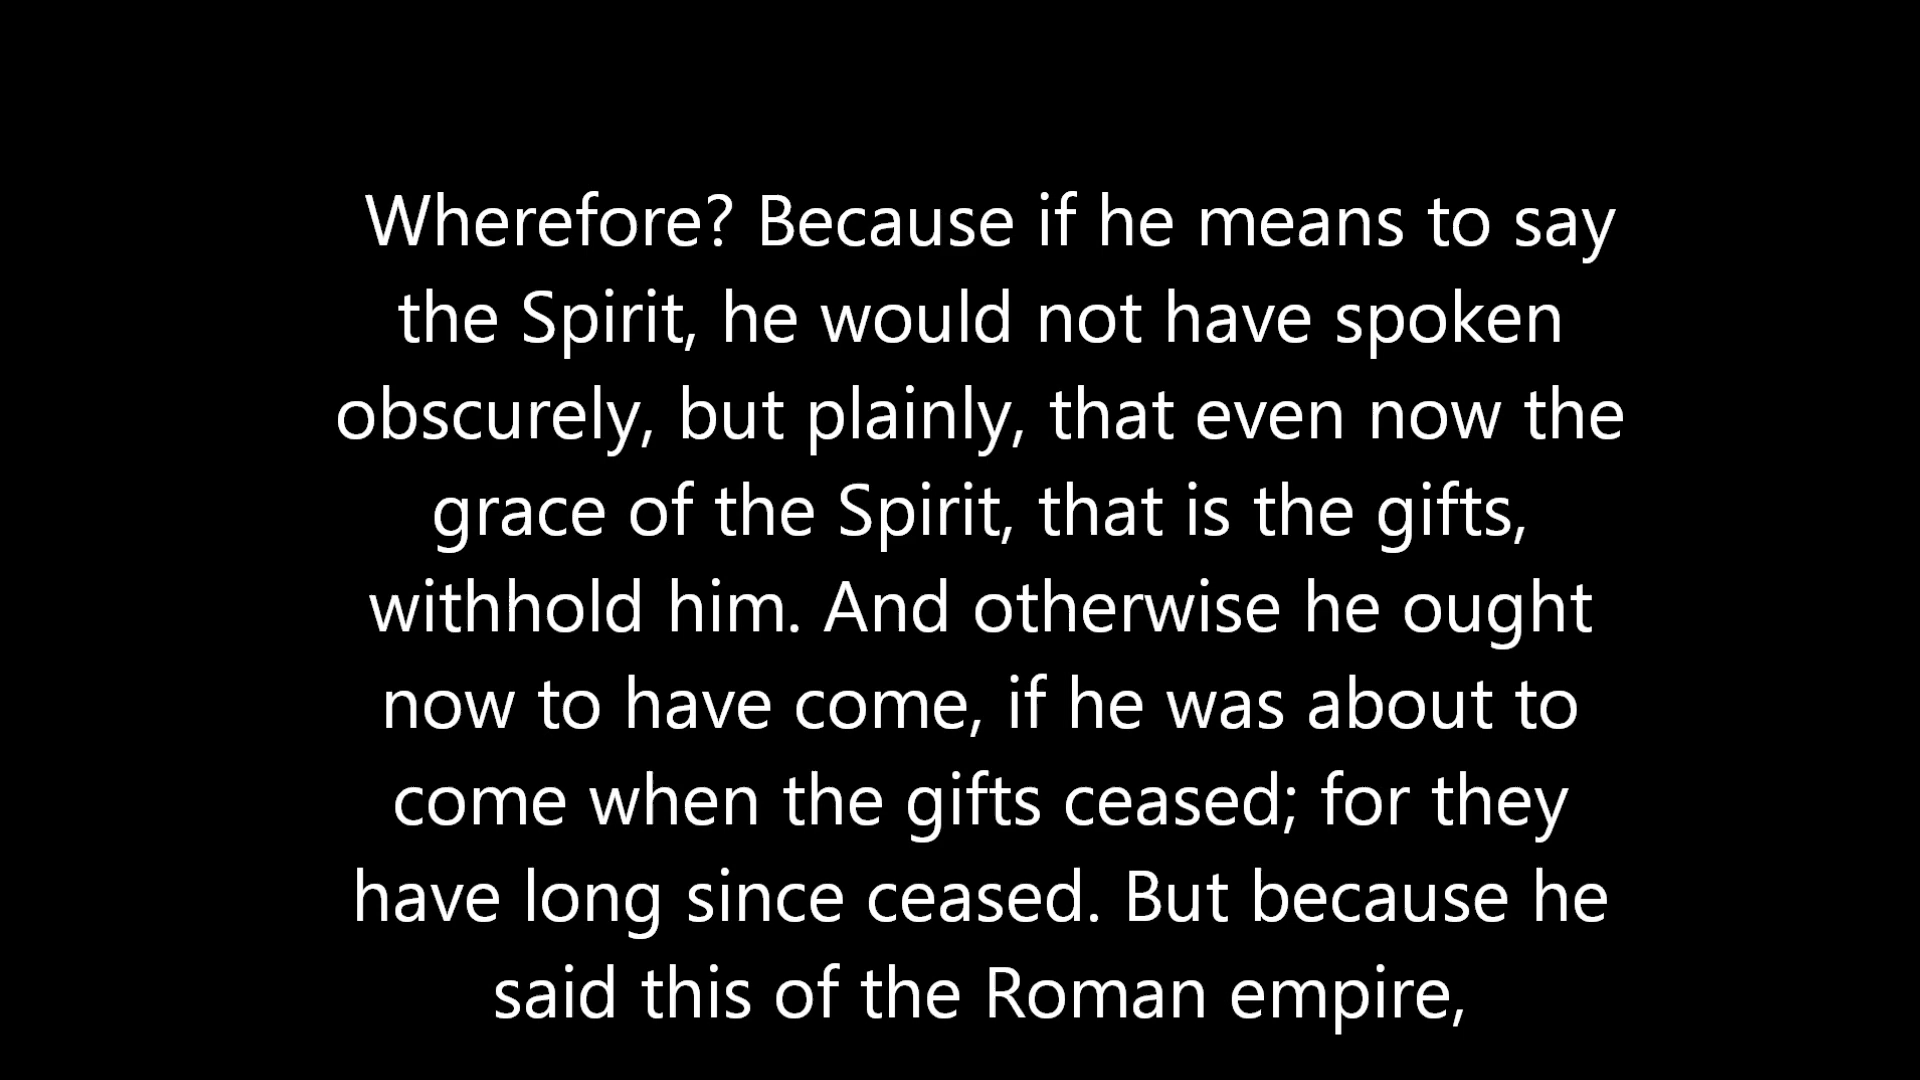 Wherefore? Because if he means to say
the Spirit, he would not have spoken
obscurely, but plainly, that even now the
grace of the Spirit, that is the gifts,
withhold him. And otherwise he ought
now to have come, if he was about to
come when the gifts ceased; for they
have long since ceased. But because he
said this of the Roman empire,